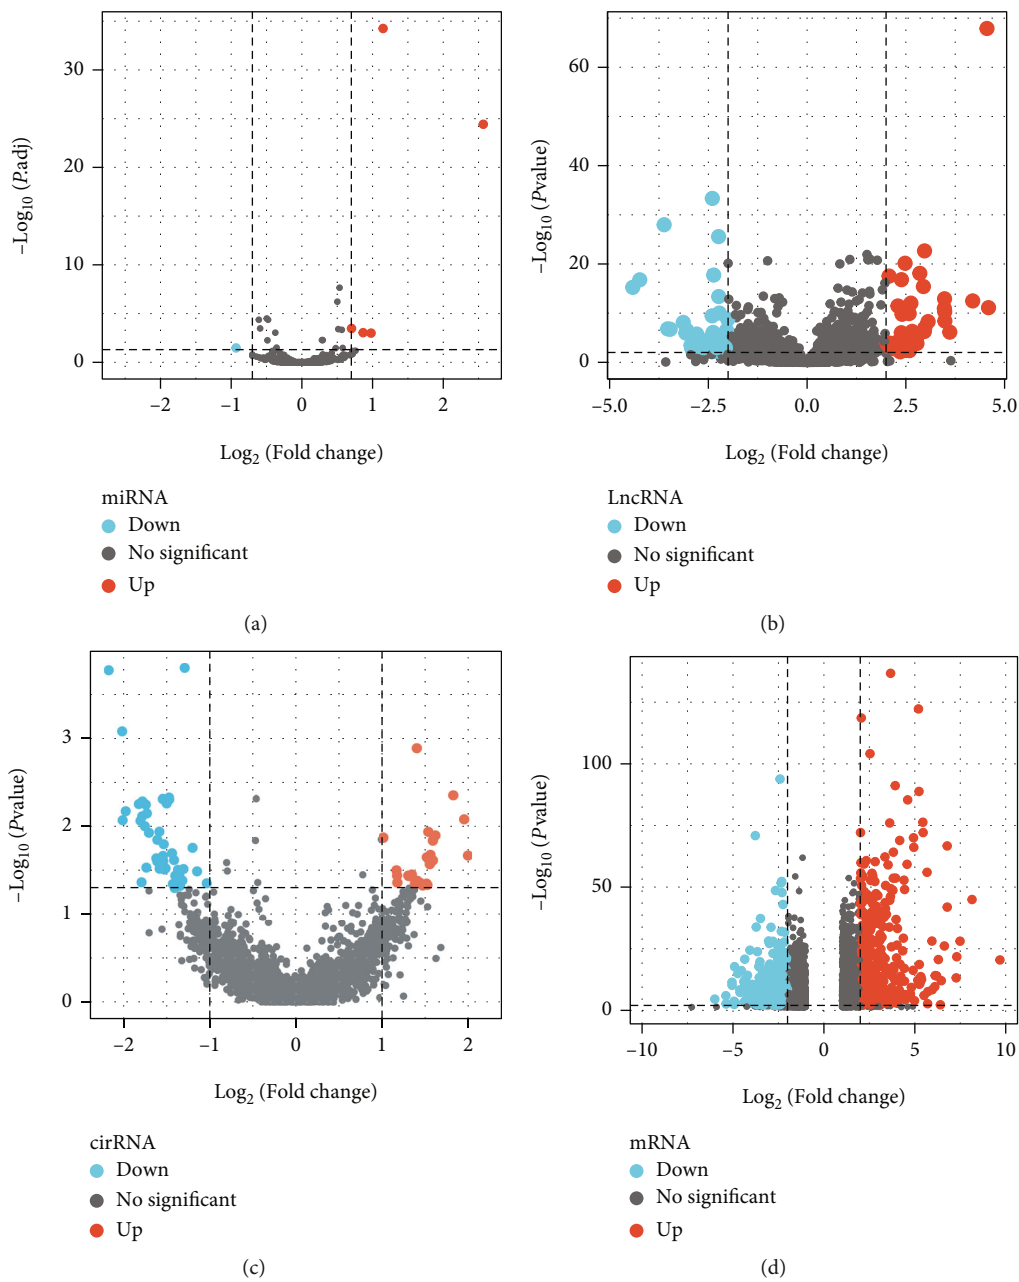 30
20
10
0
–Log10 (P.adj)
–2 –1 0 1 2
Log2 (Fold change)
miRNA
Down
No significant
Up
(a)
60
40
20
0
–Log10 (Pvalue)
–5.0 –2.5 0.0 2.5 5.0
Log2 (Fold change)
LncRNA
Down
No significant
Up
(b)
3
2
1
0
–Log10 (Pvalue)
–2 –1 0 1 2
Log2 (Fold change)
cirRNA
Down
No significant
Up
(c)
100
50
0
–Log10 (Pvalue)
–10 –5 0 5 10
Log2 (Fold change)
mRNA
Down
No significant
Up
(d)